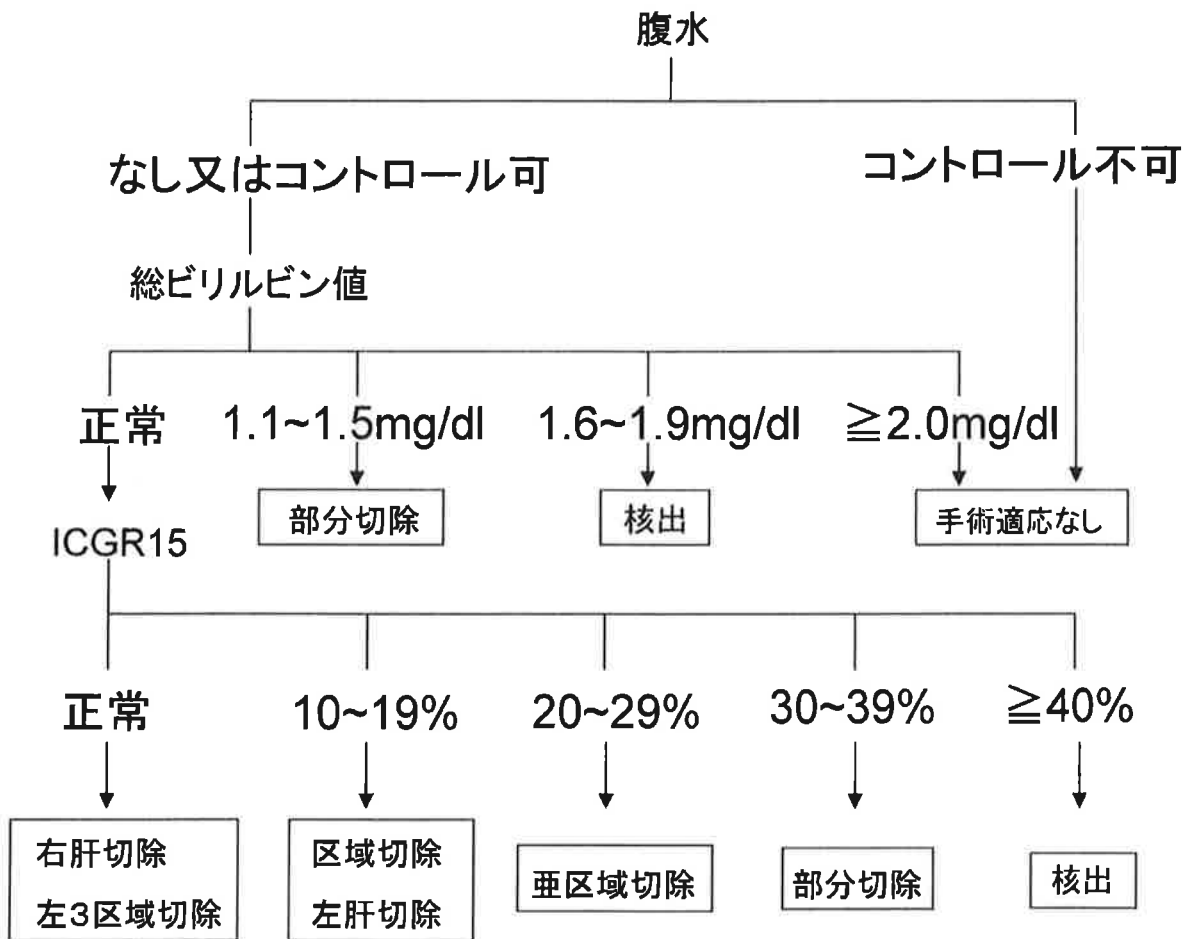 腹水
なし又はコントロール可
コントロール不可
総ビリルビン値
正常
1.1~1.5mg/dl
1.6~1.9mg/dl
≧2.0mg/dl
部分切除
核出
手術適応なし
ICGR15
正常
10~19%
20~29%
30~39%
≧40%
右肝切除
左3区域切除
区域切除
左肝切除
亜区域切除
部分切除
核出